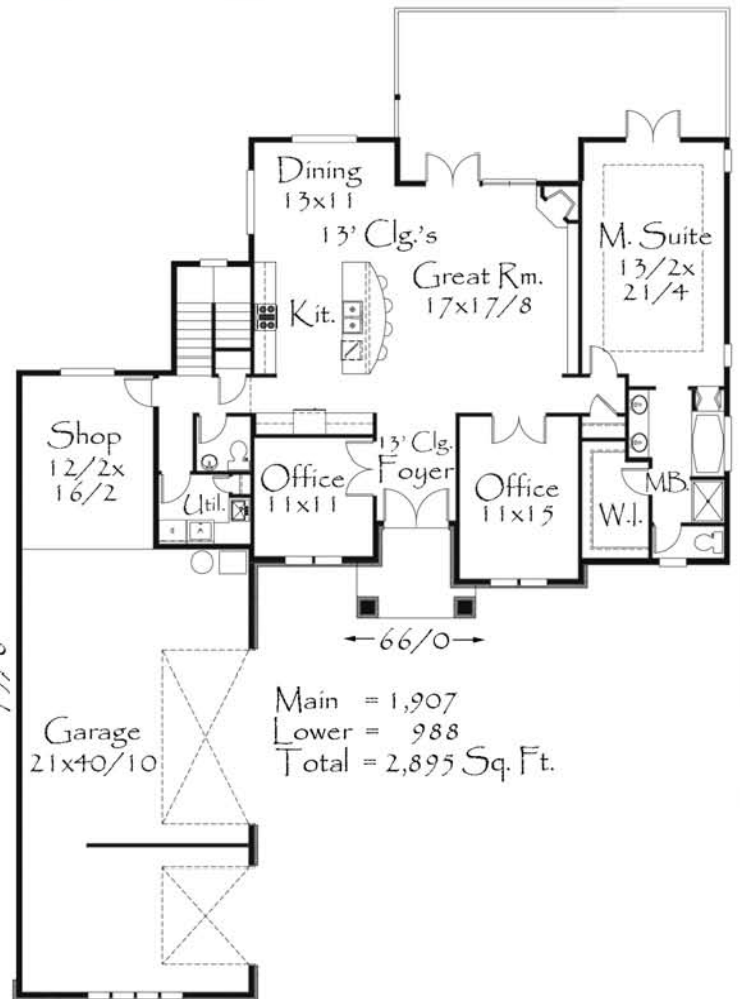 Dining
13x11
13' Clg.'s
Great Rm.
17x17/8
M. Suite
13/2x
21/4
Kit.
Shop
12/2x
16/2
Util.
Office
11x11
13' Clg.
Foyer
Office
11x15
W.I.
MB.
66/0
Main = 1,907
Lower = 988
Total = 2,895 Sq. Ft.
Garage
21x40/10